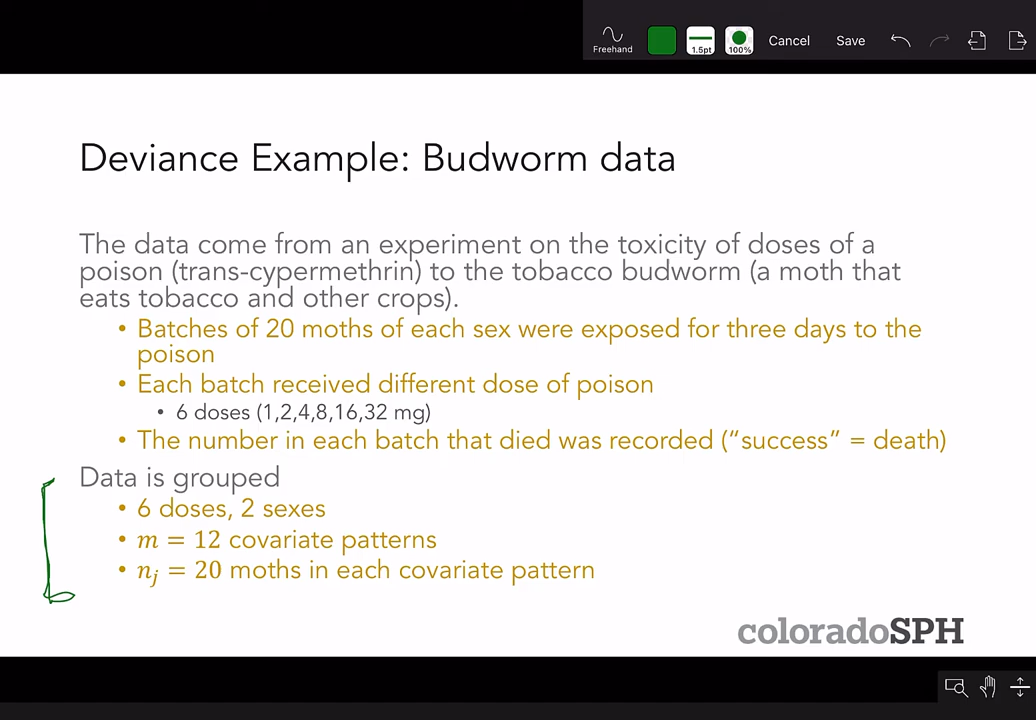 Freehand
1.5pt
100%
Cancel
Save
Deviance Example: Budworm data
The data come from an experiment on the toxicity of doses of a
poison (trans-cypermethrin) to the tobacco budworm (a moth that
eats tobacco and other crops).
• Batches of 20 moths of each sex were exposed for three days to the
poison
• Each batch received different dose of poison
• 6 doses (1,2,4,8,16,32 mg)
• The number in each batch that died was recorded (“success” = death)
Data is grouped
• 6 doses, 2 sexes
• m = 12 covariate patterns
• nⱼ = 20 moths in each covariate pattern
coloradoSPH